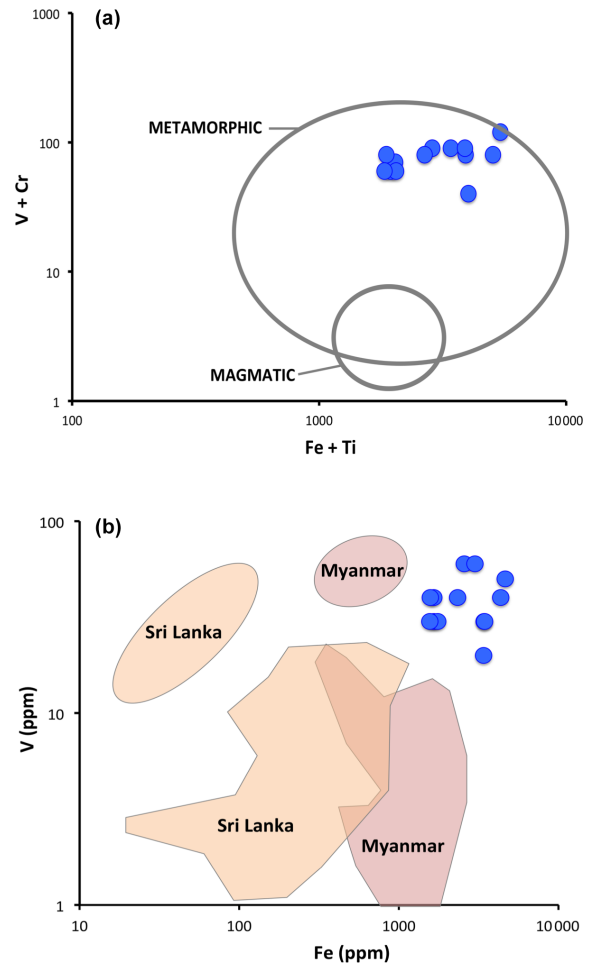 (a)
1000
100
10
1
V + Cr
METAMORPHIC
MAGMATIC
100
1000
10000
Fe + Ti
(b)
100
10
1
V (ppm)
Sri Lanka
Myanmar
Sri Lanka
Myanmar
10
100
1000
10000
Fe (ppm)